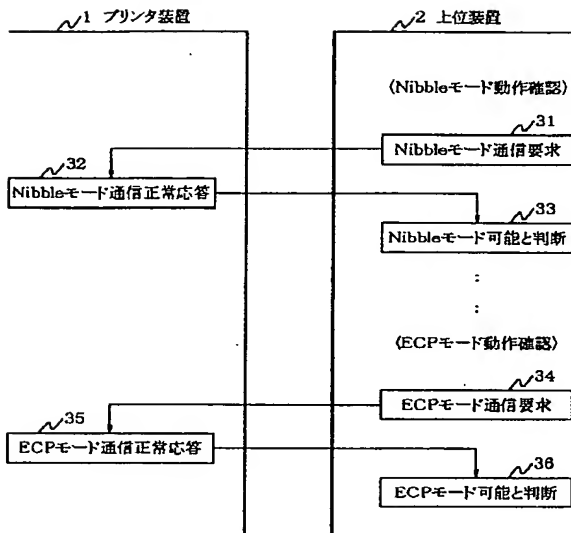 1 プリンタ装置
2 上位装置
〈Nibbleモード動作確認〉
31
Nibbleモード通信要求
32
Nibbleモード通信正常応答
33
Nibbleモード可能と判断
:
:
〈ECPモード動作確認〉
34
ECPモード通信要求
35
ECPモード通信正常応答
36
ECPモード可能と判断